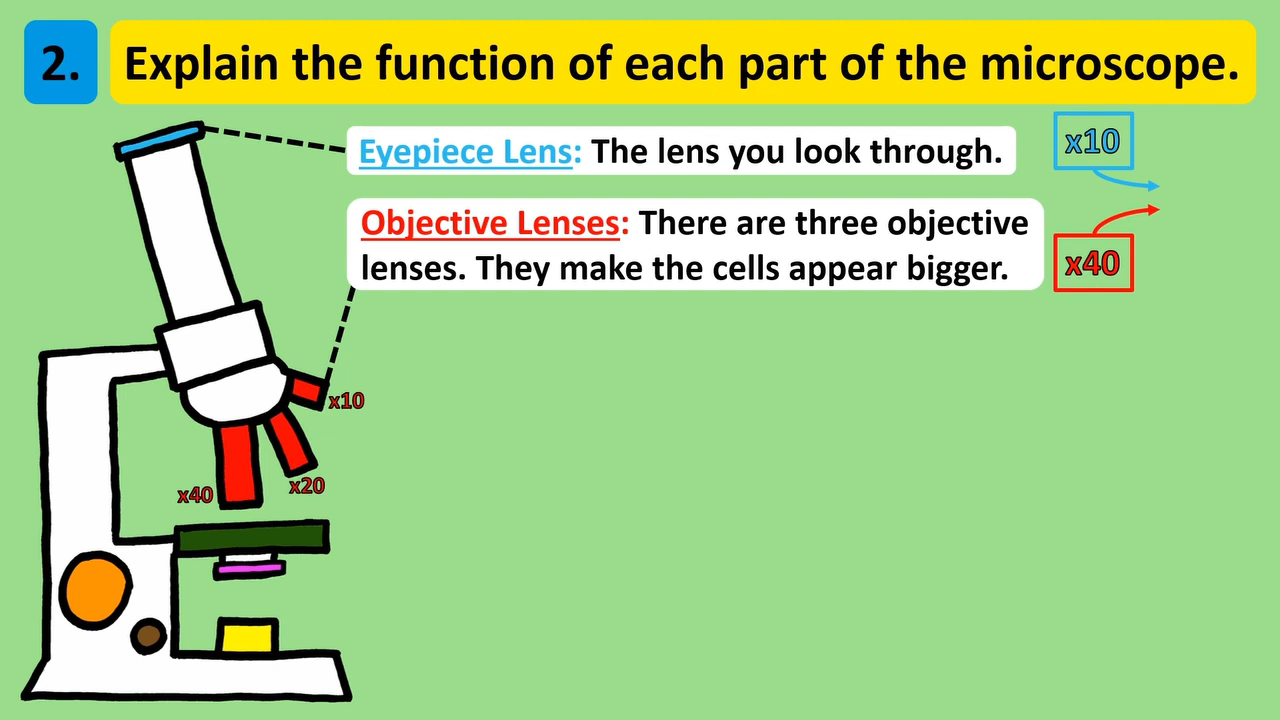 2.
Explain the function of each part of the microscope.
Eyepiece Lens: The lens you look through.
x10
Objective Lenses: There are three objective
lenses. They make the cells appear bigger.
x40
x10
x20
x40